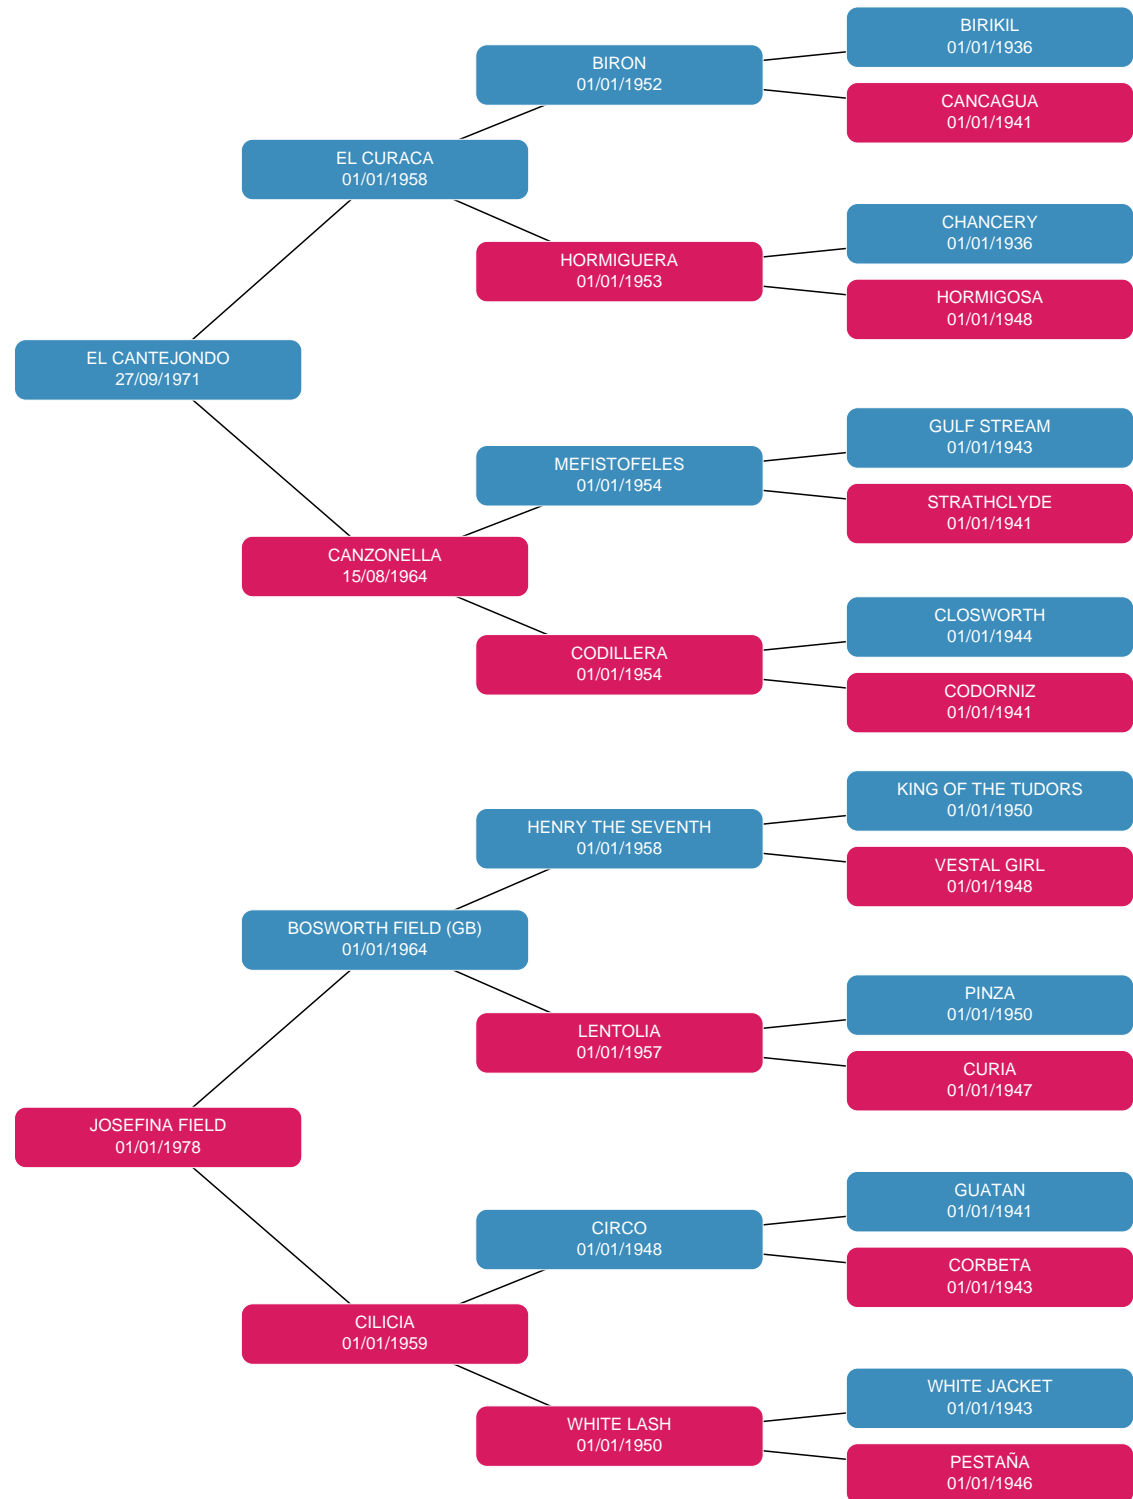 BIRIKIL
01/01/1936
BIRON
01/01/1952
CANCAGUA
01/01/1941
EL CURACA
01/01/1958
CHANCERY
01/01/1936
HORMIGUERA
01/01/1953
HORMIGOSA
01/01/1948
EL CANTEJONDO
27/09/1971
GULF STREAM
01/01/1943
MEFISTOFELES
01/01/1954
STRATHCLYDE
01/01/1941
CANZONELLA
15/08/1964
CLOSWORTH
01/01/1944
CODILLERA
01/01/1954
CODORNIZ
01/01/1941
KING OF THE TUDORS
01/01/1950
HENRY THE SEVENTH
01/01/1958
VESTAL GIRL
01/01/1948
BOSWORTH FIELD (GB)
01/01/1964
PINZA
01/01/1950
LENTOLIA
01/01/1957
CURIA
01/01/1947
JOSEFINA FIELD
01/01/1978
GUATAN
01/01/1941
CIRCO
01/01/1948
CORBETA
01/01/1943
CILICIA
01/01/1959
WHITE JACKET
01/01/1943
WHITE LASH
01/01/1950
PESTAÑA
01/01/1946